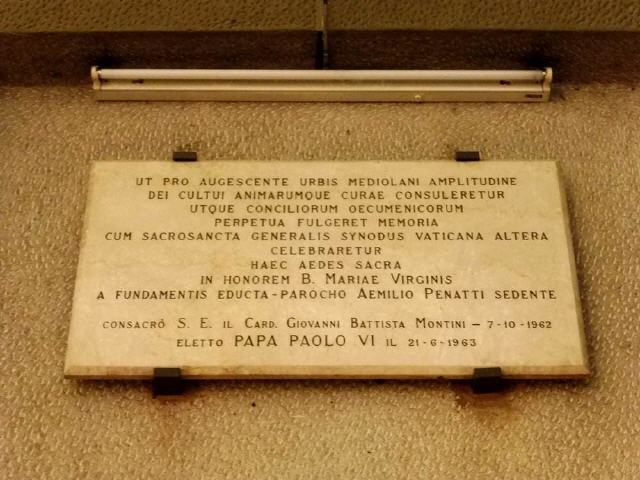 UT PRO AUGESCENTE URBIS MEDIOLANI AMPLITUDINE
DEI CULTUI ANIMARUMQUE CURAE CONSULERETUR
UTQUE CONCILIORUM OECUMENICORUM
PERPETUA FULGERET MEMORIA
CUM SACROSANCTA GENERALIS SYNODUS VATICANA ALTERA
CELEBRARETUR
HAEC AEDES SACRA
IN HONOREM B. MARIAE VIRGINIS
A FUNDAMENTIS EDUCTA-PAROCHO AEMILIO PENATTI SEDENTE
CONSACRÒ S. E. IL CARD. GIOVANNI BATTISTA MONTINI – 7-10-1962
ELETTO PAPA PAOLO VI IL 21-6-1963